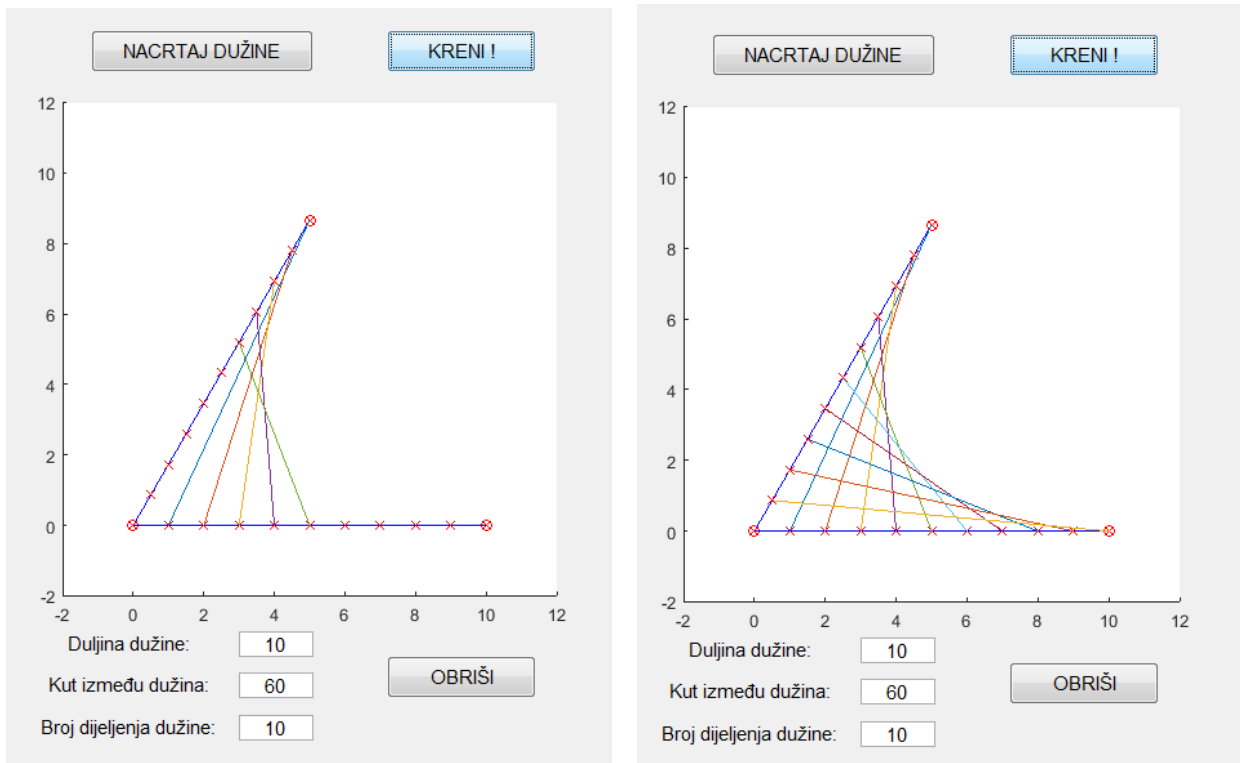 NACRTAJ DUŽINE KRENI !
12
10
8
6
4
2
0
-2
-2 0 2 4 6 8 10 12
Duljina dužine: 10
Kut između dužina: 60
Broj dijeljenja dužine: 10
OBRIŠI
NACRTAJ DUŽINE KRENI !
12
10
8
6
4
2
0
-2
-2 0 2 4 6 8 10 12
Duljina dužine: 10
Kut između dužina: 60
Broj dijeljenja dužine: 10
OBRIŠI